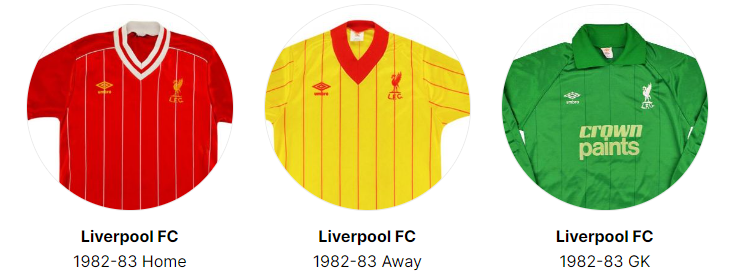 umbro
L.F.C.
umbro
L.F.C.
umbro
L.F.C.
crown
paints
Liverpool FC
1982-83 Home
Liverpool FC
1982-83 Away
Liverpool FC
1982-83 GK